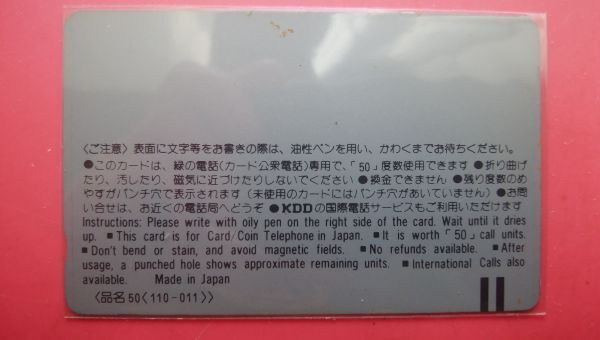 〈ご注意〉表面に文字等をお書きの際は、油性ペンを用い、かわくまでお待ちください。
●このカードは、緑の電話(カード公衆電話)専用で、「50」度数使用できます ●折り曲げ
たり、汚したり、磁気に近づけたりしないでください ●換金できません ●残り度数のめ
やすがパンチ穴で表示されます(未使用のカードにはパンチ穴があいていません) ●お問
い合せは、お近くの電話局へどうぞ ●KDDの国際電話サービスもご利用いただけます
Instructions: Please write with oily pen on the right side of the card. Wait until it dries
up. ■ This card is for Card/Coin Telephone in Japan. ■ It is worth「50」call units.
■ Don't bend or stain, and avoid magnetic fields. ■ No refunds available. ■ After
usage, a punched hole shows approximate remaining units. ■ International Calls also
available. Made in Japan
〈品名50〈110-011〉〉